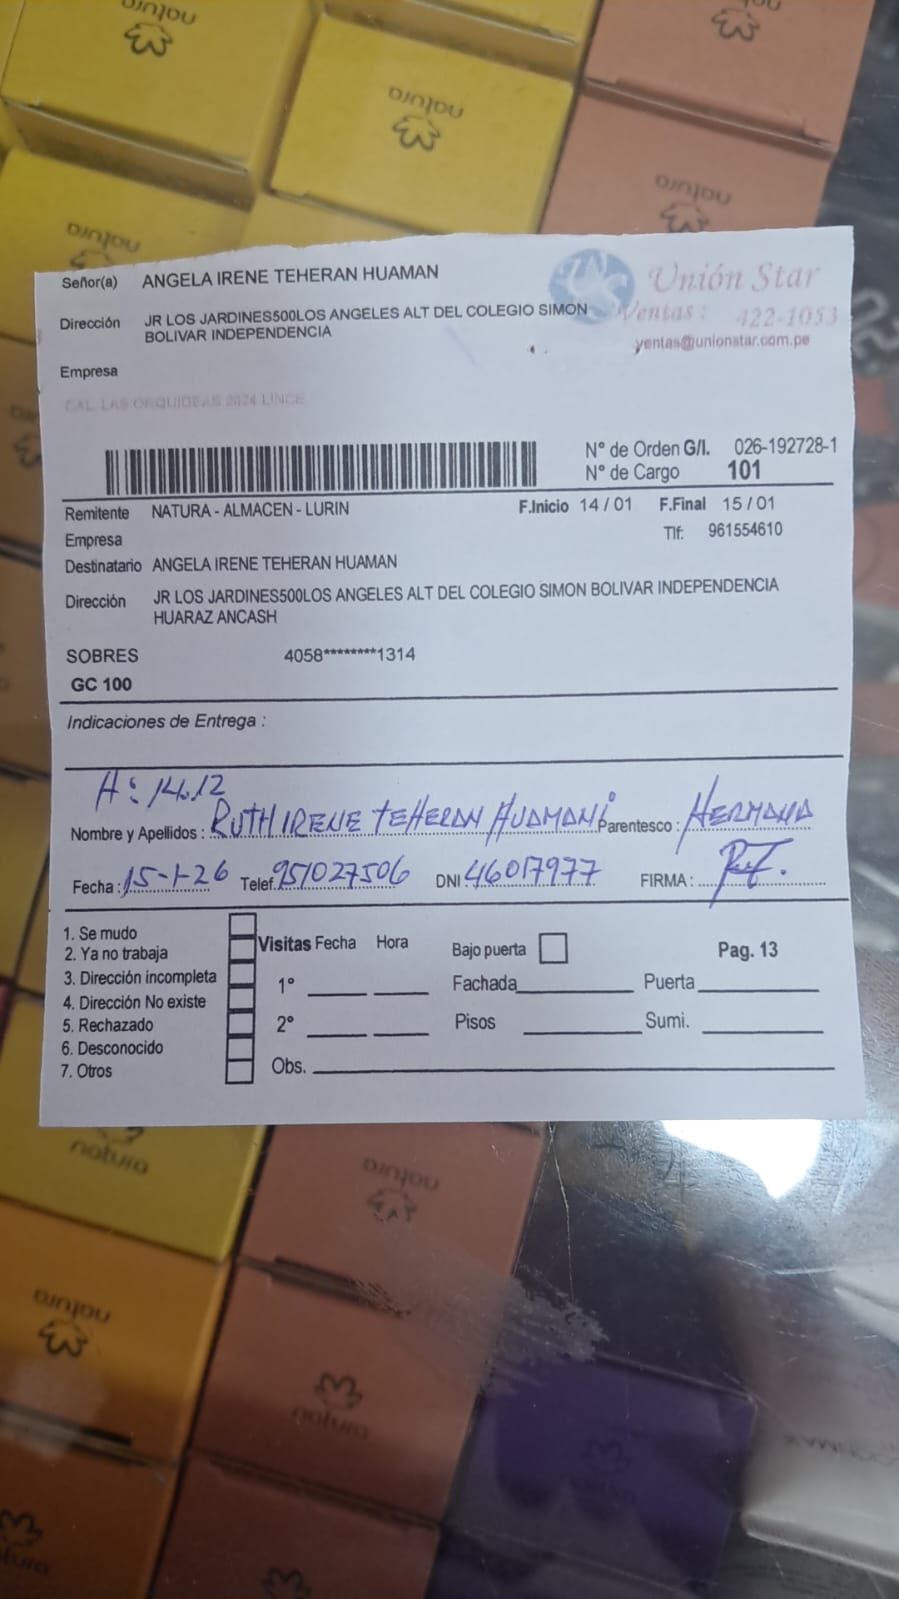 natura
natura
natura
natura
natura
Señor(a) ANGELA IRENE TEHERAN HUAMAN
Unión Star
Dirección JR LOS JARDINES500LOS ANGELES ALT DEL COLEGIO SIMON BOLIVAR INDEPENDENCIA
Ventas : 422-1053
ventas@unionstar.com.pe
Empresa
CAL LAS ORQUIDEAS 2624 LINCE
N° de Orden G/I. 026-192728-1
N° de Cargo 101
Remitente NATURA - ALMACEN - LURIN F.Inicio 14 / 01 F.Final 15 / 01
Empresa Tlf: 961554610
Destinatario ANGELA IRENE TEHERAN HUAMAN
Dirección JR LOS JARDINES500LOS ANGELES ALT DEL COLEGIO SIMON BOLIVAR INDEPENDENCIA
HUARAZ ANCASH
SOBRES 4058********1314
GC 100
Indicaciones de Entrega :
H: 14.12
Nombre y Apellidos : RUTH IRENE TEHERAN HUAMANI Parentesco : HERMANA
Fecha : 15-1-26 Telef. 951027506 DNI 46017977 FIRMA :
1. Se mudo
2. Ya no trabaja
3. Dirección incompleta
4. Dirección No existe
5. Rechazado
6. Desconocido
7. Otros
Visitas Fecha Hora
1°
2°
Obs.
Bajo puerta Pag. 13
Fachada Puerta
Pisos Sumi.
natura
natura
natura
natura